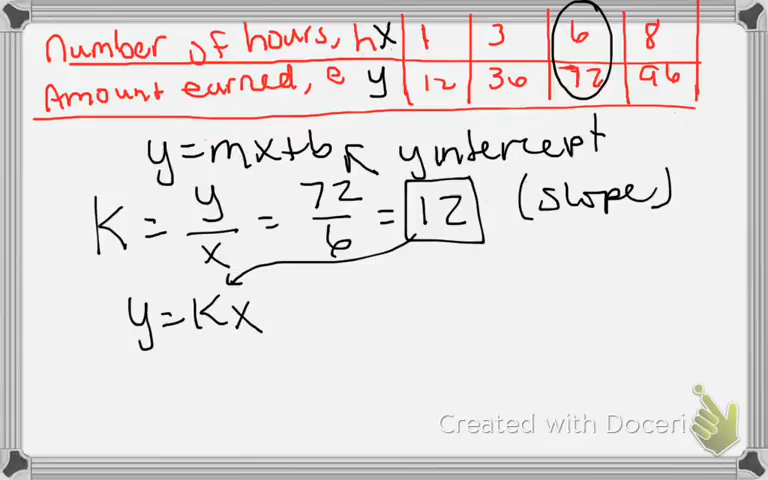 Number of hours, h x 1 3 6 8
Amount earned, e y 12 36 72 96
y=mx+b y intercept
K = y/x = 72/6 = 12 (slope)
y=Kx
Created with Doceri